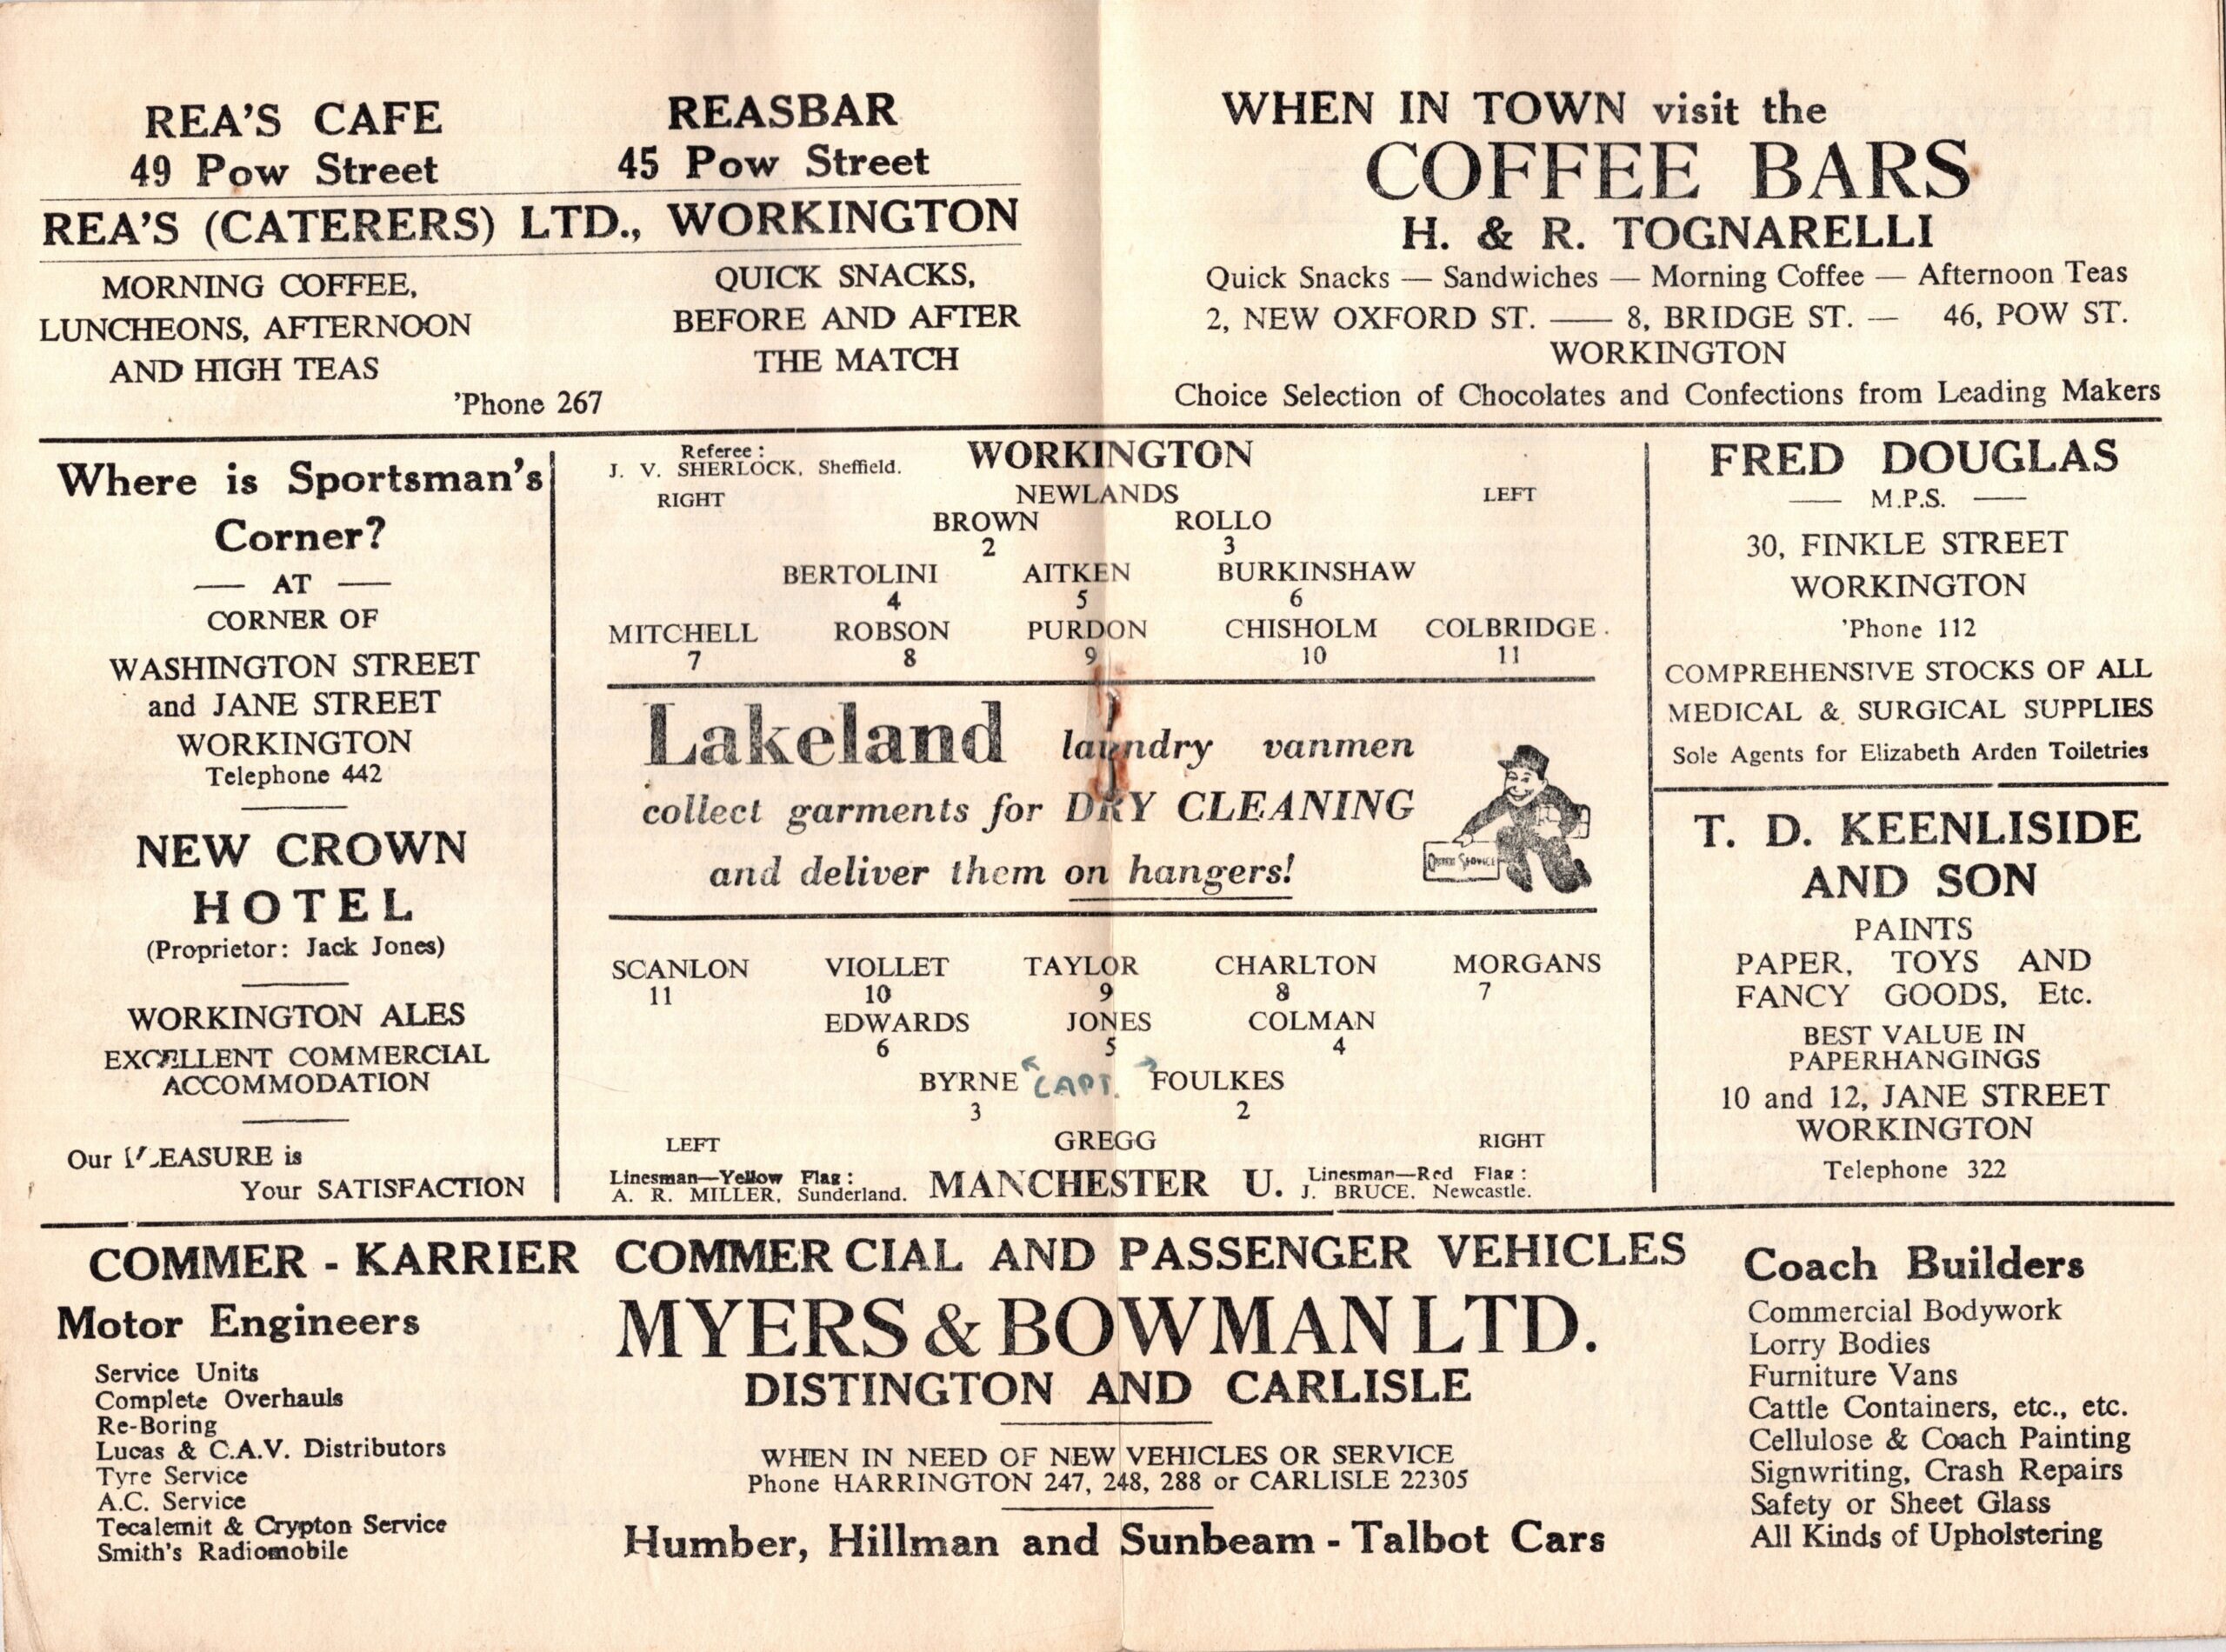 REA'S CAFE
49 Pow Street
REASBAR
45 Pow Street
REA'S (CATERERS) LTD., WORKINGTON
MORNING COFFEE,
LUNCHEONS, AFTERNOON
AND HIGH TEAS
QUICK SNACKS,
BEFORE AND AFTER
THE MATCH
'Phone 267
WHEN IN TOWN visit the
COFFEE BARS
H. & R. TOGNARELLI
Quick Snacks — Sandwiches — Morning Coffee — Afternoon Teas
2, NEW OXFORD ST. —— 8, BRIDGE ST. — 46, POW ST.
WORKINGTON
Choice Selection of Chocolates and Confections from Leading Makers
Where is Sportsman's
Corner?
— AT —
CORNER OF
WASHINGTON STREET
and JANE STREET
WORKINGTON
Telephone 442
NEW CROWN
HOTEL
(Proprietor: Jack Jones)
WORKINGTON ALES
EXCELLENT COMMERCIAL
ACCOMMODATION
Our PLEASURE is
Your SATISFACTION
Referee :
J. V. SHERLOCK, Sheffield.
WORKINGTON
RIGHT NEWLANDS LEFT
BROWN ROLLO
2 3
BERTOLINI AITKEN BURKINSHAW
4 5 6
MITCHELL ROBSON PURDON CHISHOLM COLBRIDGE .
7 8 9 10 11
Lakeland laundry vanmen
collect garments for DRY CLEANING
and deliver them on hangers!
SCANLON VIOLLET TAYLOR CHARLTON MORGANS
11 10 9 8 7
EDWARDS JONES COLMAN
6 5 4
BYRNE CAPT. FOULKES
3 2
LEFT GREGG RIGHT
Linesman—Yellow Flag :
A. R. MILLER, Sunderland.
MANCHESTER U.
Linesman—Red Flag :
J. BRUCE, Newcastle.
FRED DOUGLAS
— M.P.S. —
30, FINKLE STREET
WORKINGTON
'Phone 112
COMPREHENSIVE STOCKS OF ALL
MEDICAL & SURGICAL SUPPLIES
Sole Agents for Elizabeth Arden Toiletries
T. D. KEENLISIDE
AND SON
PAINTS
PAPER, TOYS AND
FANCY GOODS, Etc.
BEST VALUE IN
PAPERHANGINGS
10 and 12, JANE STREET
WORKINGTON
Telephone 322
COMMER - KARRIER COMMERCIAL AND PASSENGER VEHICLES
Motor Engineers
Service Units
Complete Overhauls
Re-Boring
Lucas & C.A.V. Distributors
Tyre Service
A.C. Service
Tecalemit & Crypton Service
Smith's Radiomobile
MYERS & BOWMAN LTD.
DISTINGTON AND CARLISLE
WHEN IN NEED OF NEW VEHICLES OR SERVICE
Phone HARRINGTON 247, 248, 288 or CARLISLE 22305
Humber, Hillman and Sunbeam - Talbot Cars
Coach Builders
Commercial Bodywork
Lorry Bodies
Furniture Vans
Cattle Containers, etc., etc.
Cellulose & Coach Painting
Signwriting, Crash Repairs
Safety or Sheet Glass
All Kinds of Upholstering